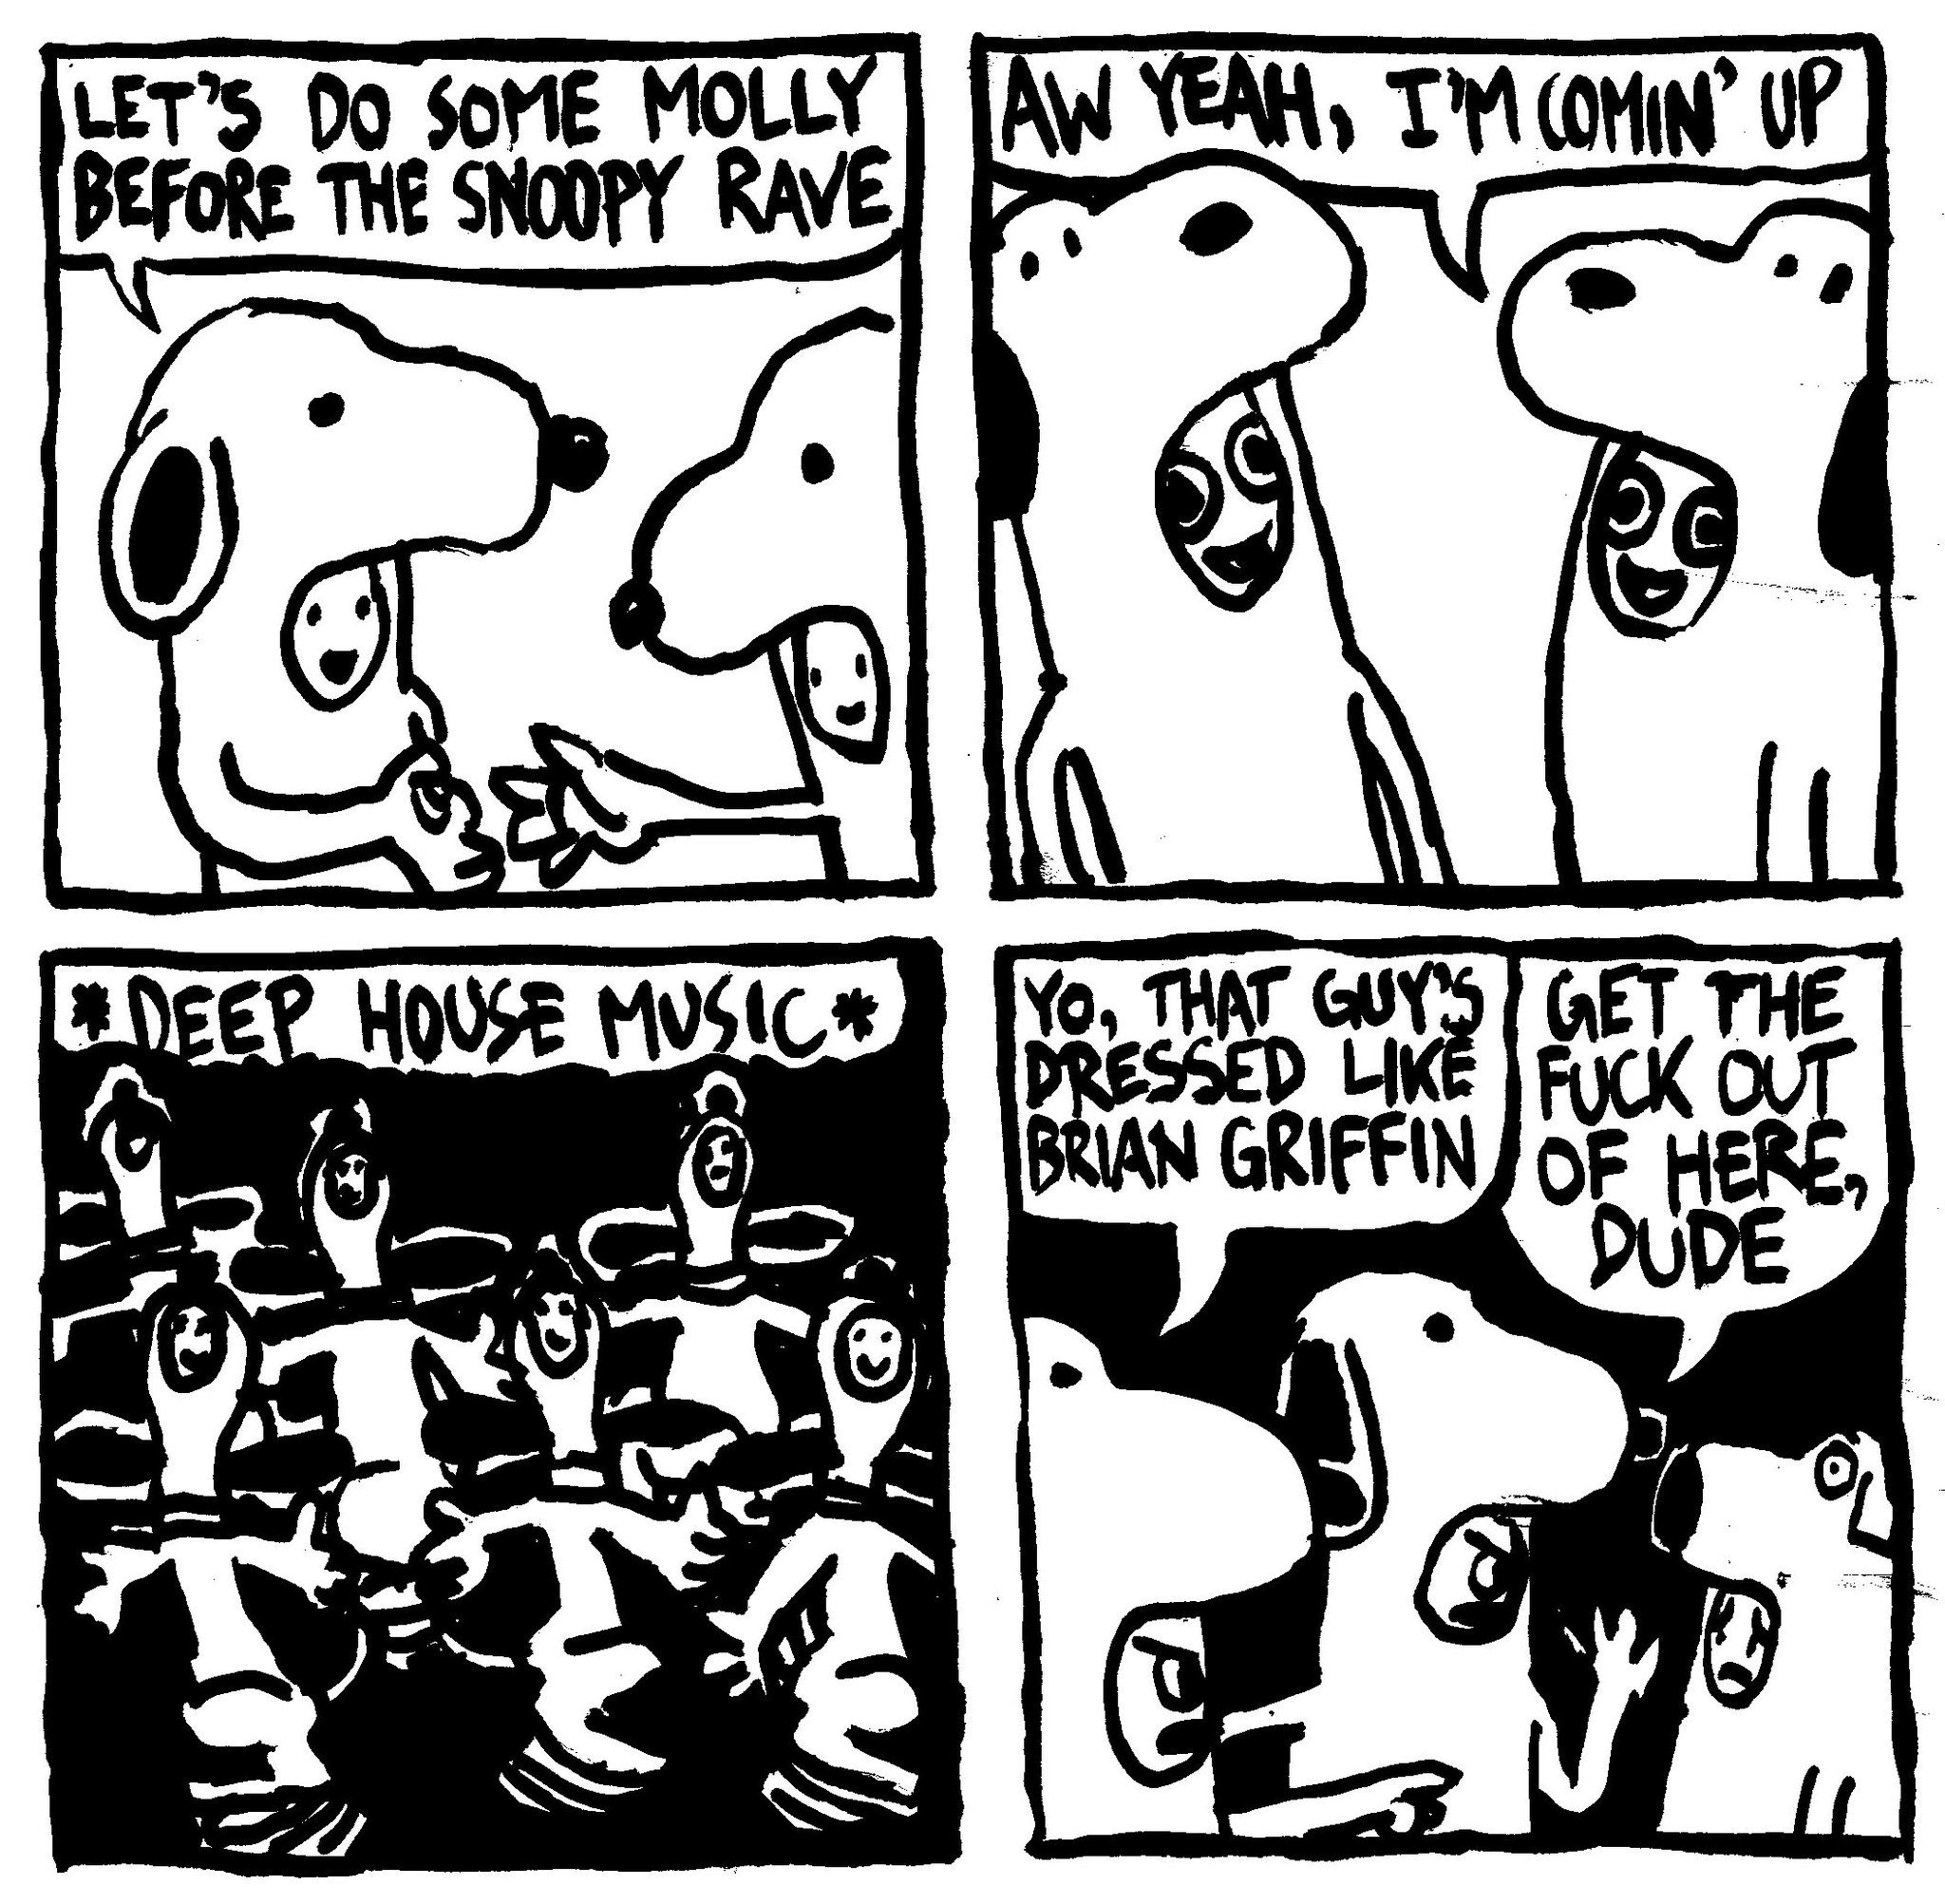 LET'S DO SOME MOLLY
BEFORE THE SNOOPY RAVE
AW YEAH, I'M COMIN' UP
*DEEP HOUSE MUSIC*
YO, THAT GUY'S
DRESSED LIKE
BRIAN GRIFFIN
GET THE
FUCK OUT
OF HERE,
DUDE